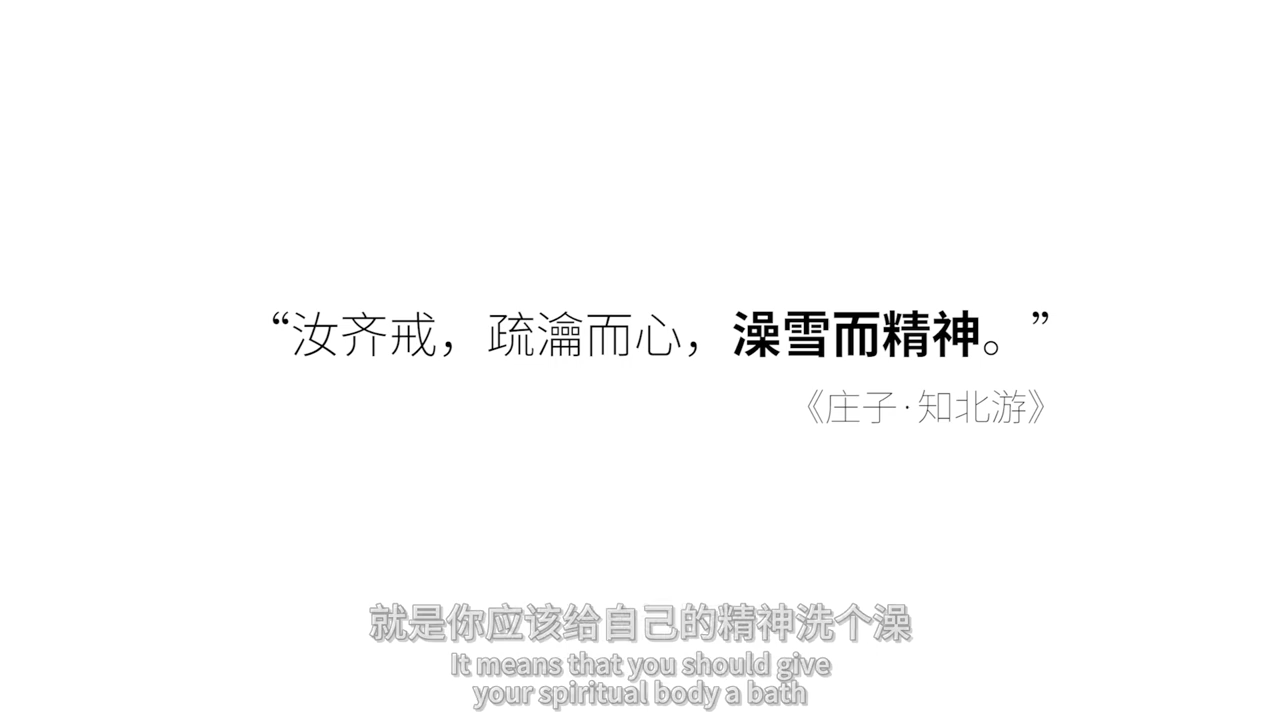 “汝齐戒，疏瀹而心，澡雪而精神。”
《庄子·知北游》
就是你应该给自己的精神洗个澡
It means that you should give
your spiritual body a bath